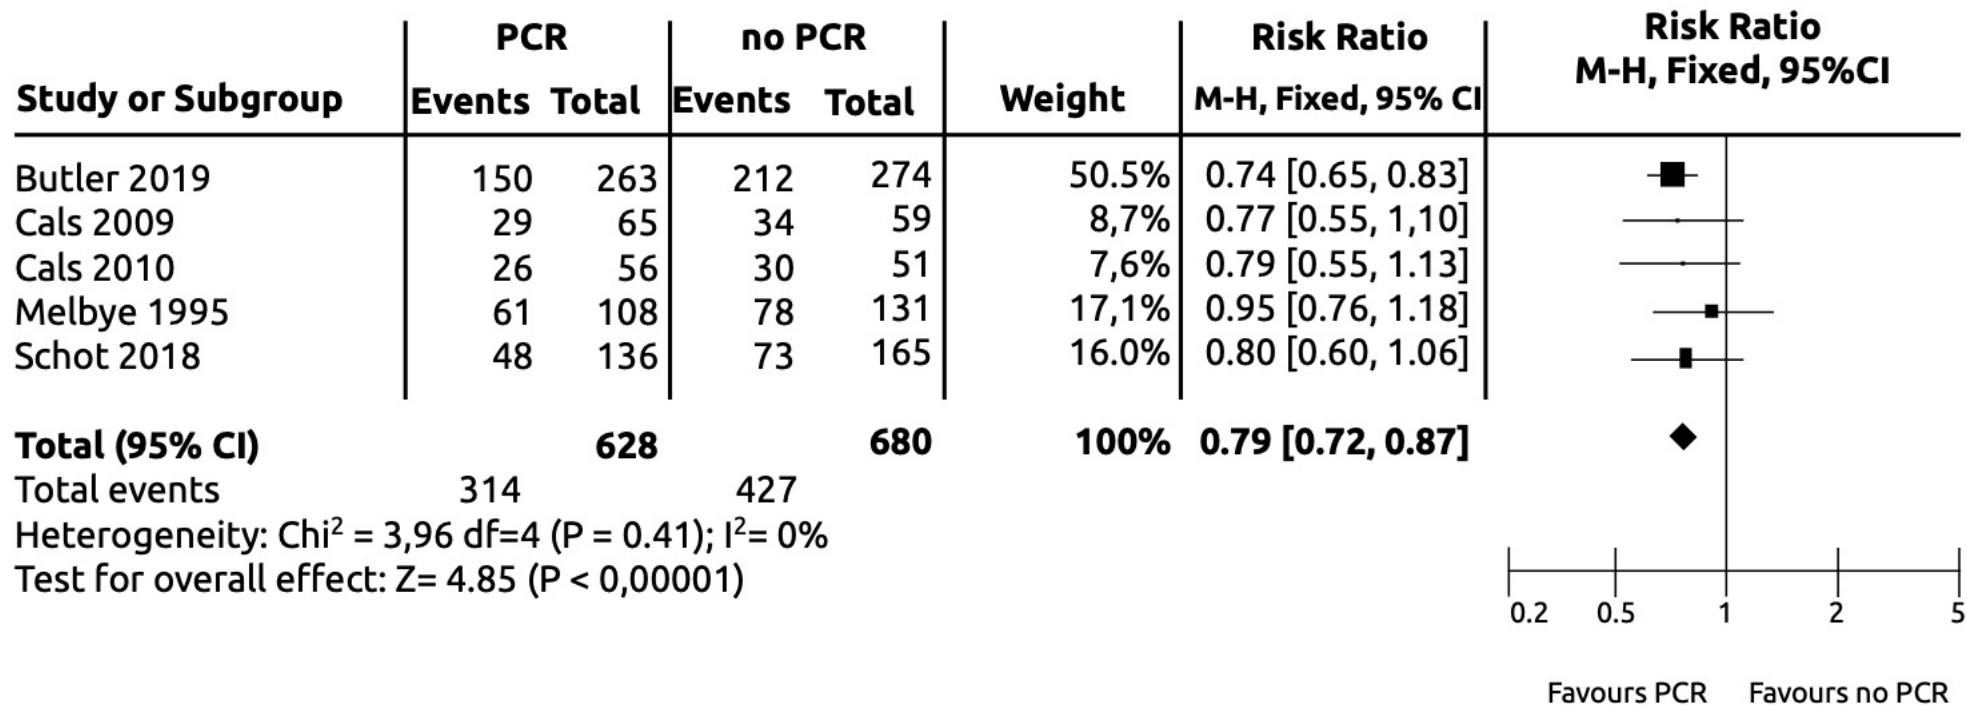 PCR no PCR Risk Ratio Risk Ratio
Study or Subgroup Events Total Events Total Weight M-H, Fixed, 95% CI M-H, Fixed, 95%CI
Butler 2019 150 263 212 274 50.5% 0.74 [0.65, 0.83]
Cals 2009 29 65 34 59 8,7% 0.77 [0.55, 1,10]
Cals 2010 26 56 30 51 7,6% 0.79 [0.55, 1.13]
Melbye 1995 61 108 78 131 17,1% 0.95 [0.76, 1.18]
Schot 2018 48 136 73 165 16.0% 0.80 [0.60, 1.06]
Total (95% CI) 628 680 100% 0.79 [0.72, 0.87]
Total events 314 427
Heterogeneity: Chi² = 3,96 df=4 (P = 0.41); I²= 0%
Test for overall effect: Z= 4.85 (P < 0,00001)
0.2 0.5 1 2 5
Favours PCR Favours no PCR